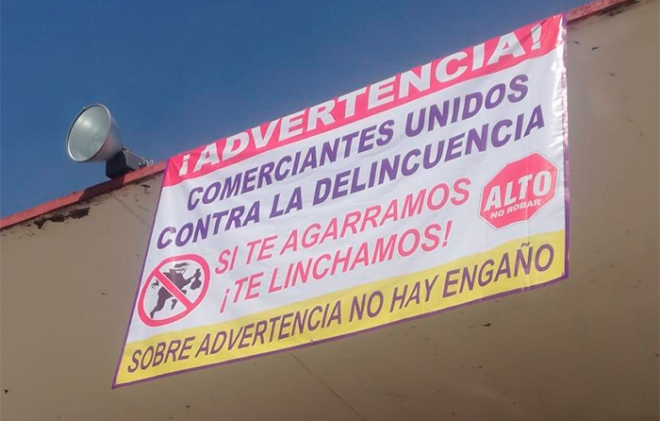 ¡ADVERTENCIA!
COMERCIANTES UNIDOS
CONTRA LA DELINCUENCIA
SI TE AGARRAMOS
¡TE LINCHAMOS!
ALTO
NO ROBAR
SOBRE ADVERTENCIA NO HAY ENGAÑO